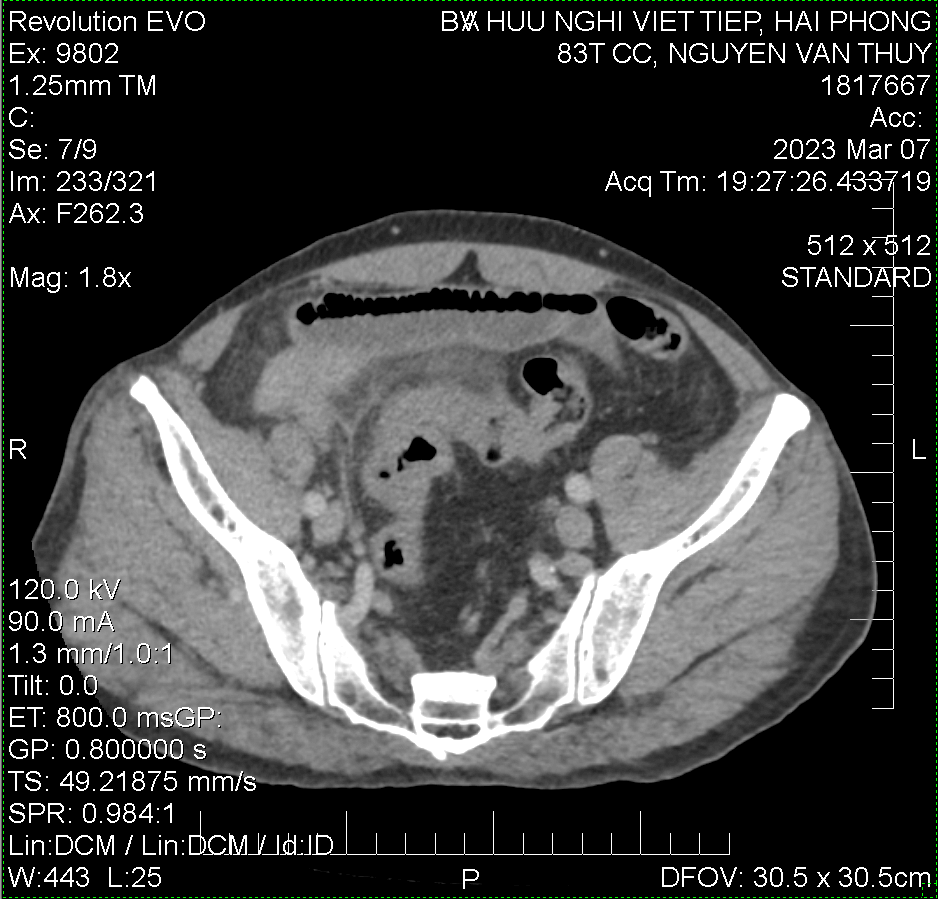 Revolution EVO
Ex: 9802
1.25mm TM
C:
Se: 7/9
Im: 233/321
Ax: F262.3
Mag: 1.8x
HUU NGHI VIET TIEP, HAI PHONG
83T CC, NGUYEN VAN THUY
1817667
Acc:
2023 Mar 07
Acq Tm: 19:27:26.433719
512 x 512
STANDARD
R
L
120.0 kV
90.0 mA
1.3 mm/1.0:1
Tilt: 0.0
ET: 800.0 msGP:
GP: 0.800000 s
TS: 49.21875 mm/s
SPR: 0.984:1
Lin:DCM / Lin:DCM / Id:ID
W:443 L:25
P
DFOV: 30.5 x 30.5cm